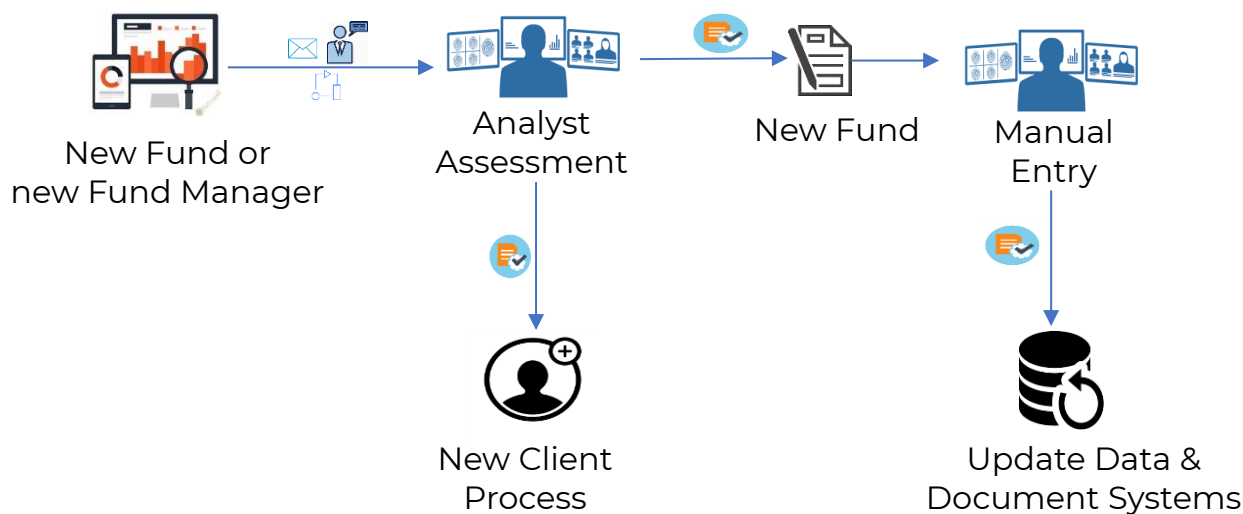 New Fund or
new Fund Manager
Analyst
Assessment
New Fund
Manual
Entry
New Client
Process
Update Data &
Document Systems